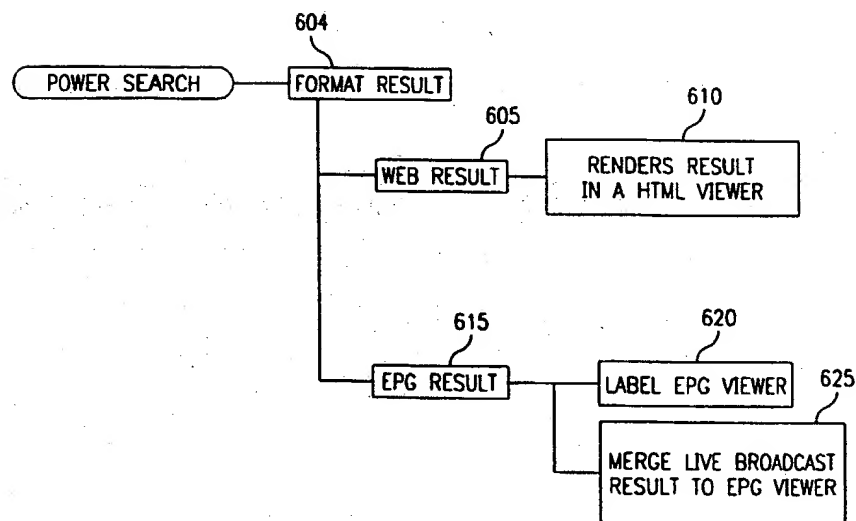 604
POWER SEARCH
FORMAT RESULT
605
610
WEB RESULT
RENDERS RESULT
IN A HTML VIEWER
615
620
EPG RESULT
LABEL EPG VIEWER
625
MERGE LIVE BROADCAST
RESULT TO EPG VIEWER